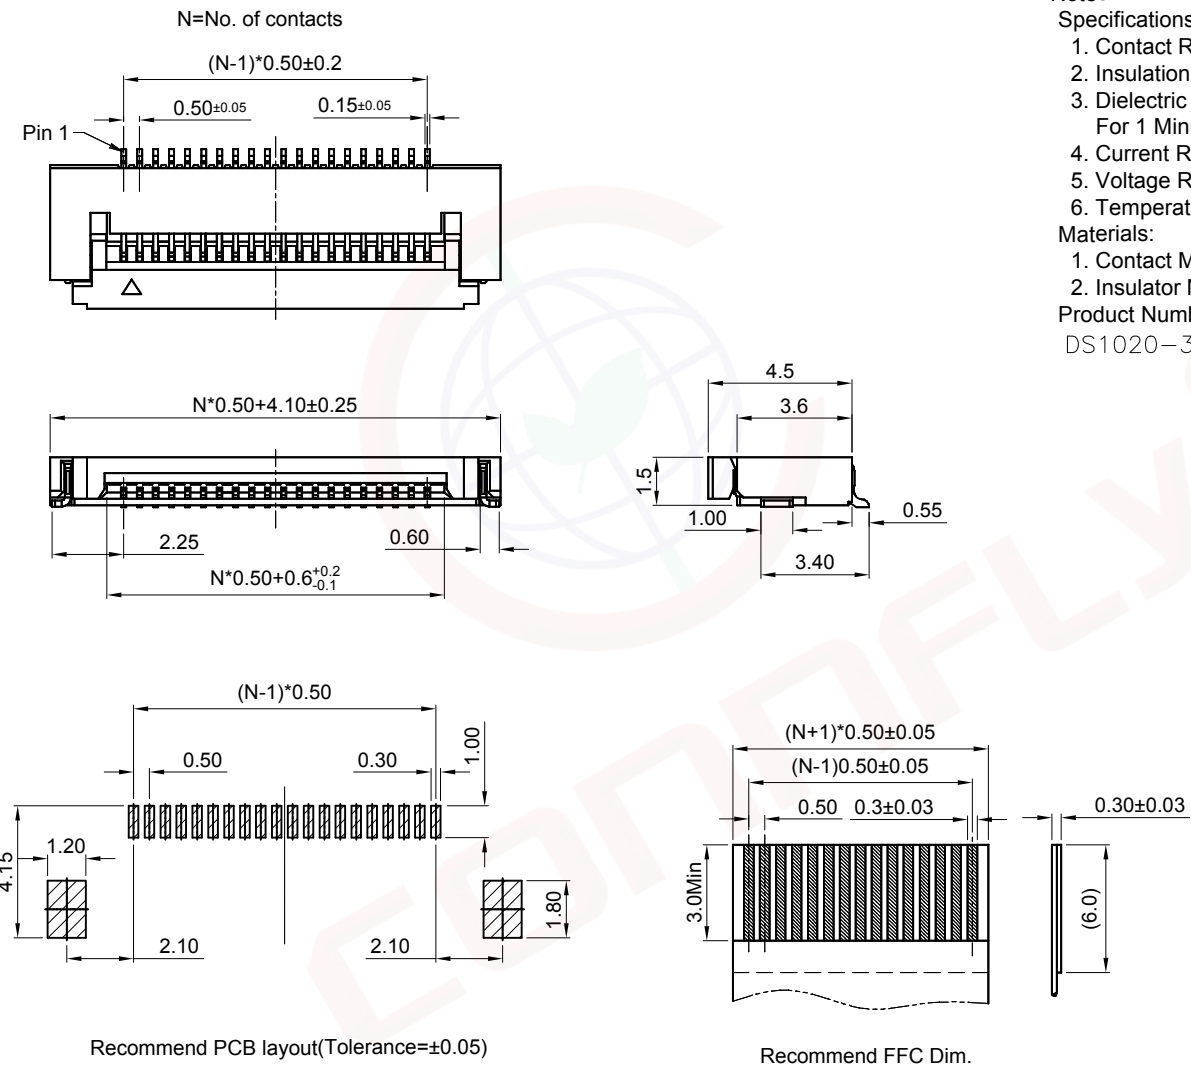 N=No. of contacts
(N-1)*0.50±0.2
0.50±0.05
0.15±0.05
Pin 1
Specifications
1. Contact R
2. Insulation
3. Dielectric
For 1 Min
4. Current R
5. Voltage R
6. Temperat
Materials:
1. Contact M
2. Insulator
Product Num
DS1020-3
N*0.50+4.10±0.25
2.25
0.60
N*0.50+0.6+0.2
-0.1
4.5
3.6
1.5
1.00
0.55
3.40
(N-1)*0.50
0.50
0.30
1.00
4.15
1.20
1.80
2.10
2.10
Recommend PCB layout(Tolerance=±0.05)
(N+1)*0.50±0.05
(N-1)0.50±0.05
0.50
0.3±0.03
0.30±0.03
3.0Min
(6.0)
Recommend FFC Dim.
CONNFLY